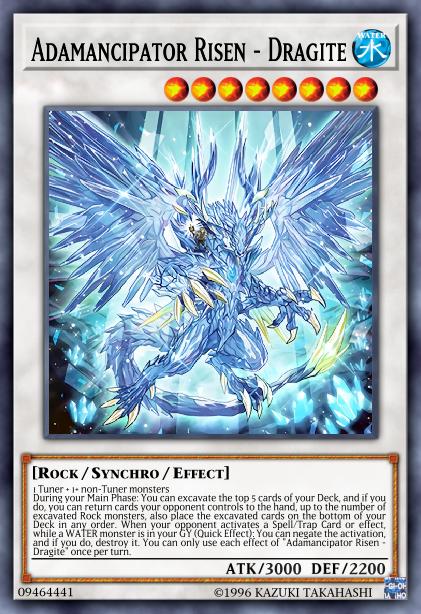 ADAMANCIPATOR RISEN - DRAGITE
WATER
水
[ROCK / SYNCHRO / EFFECT]
1 Tuner + 1+ non-Tuner monsters
During your Main Phase: You can excavate the top 5 cards of your Deck, and if you
do, you can return cards your opponent controls to the hand, up to the number of
excavated Rock monsters, also place the excavated cards on the bottom of your
Deck in any order. When your opponent activates a Spell/Trap Card or effect,
while a WATER monster is in your GY (Quick Effect): You can negate the activation,
and if you do, destroy it. You can only use each effect of "Adamancipator Risen -
Dragite" once per turn.
ATK/3000 DEF/2200
09464441
©1996 KAZUKI TAKAHASHI